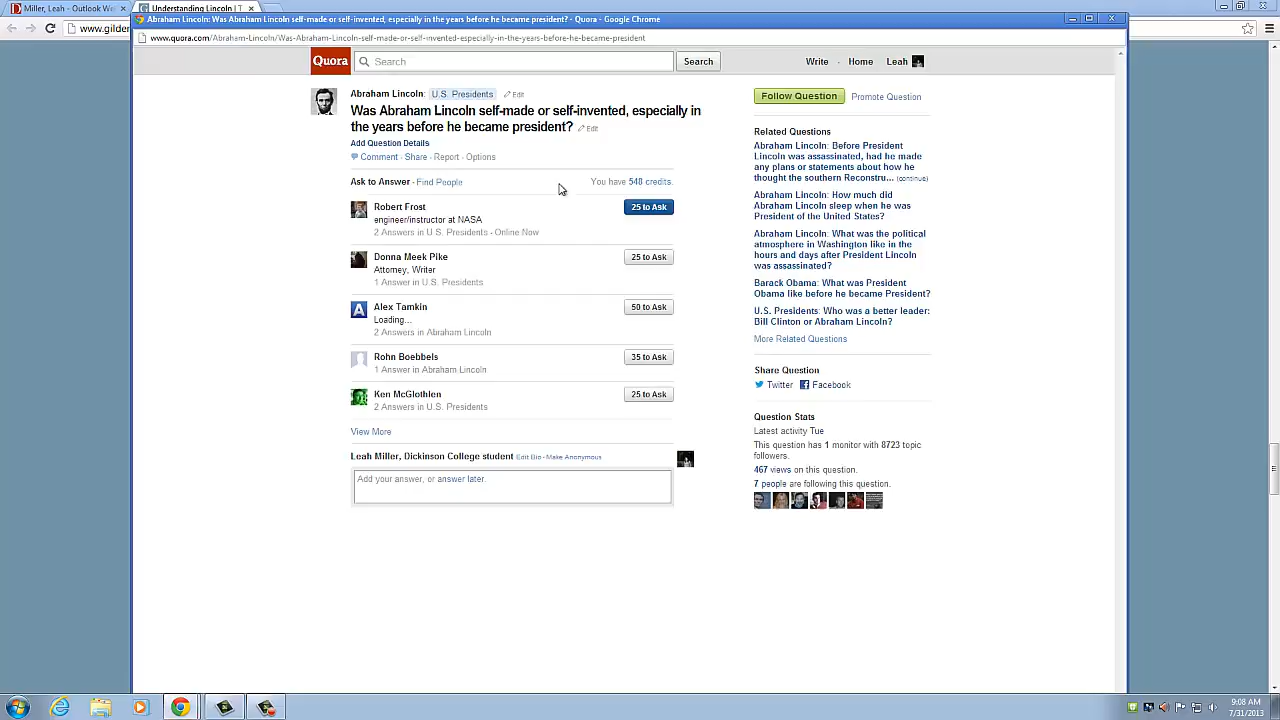 Miller, Leah - Outlook We
Understanding Lincoln | T
Abraham Lincoln: Was Abraham Lincoln self-made or self-invented, especially in the years before he became president? - Quora - Google Chrome
www.gilder
www.quora.com/Abraham-Lincoln/Was-Abraham-Lincoln-self-made-or-self-invented-especially-in-the-years-before-he-became-president
Quora
Search
Search
Write · Home
Leah
Abraham Lincoln: U.S. Presidents Edit
Was Abraham Lincoln self-made or self-invented, especially in
the years before he became president? Edit
Add Question Details
Comment · Share · Report · Options
Ask to Answer · Find People
You have 548 credits.
Robert Frost
engineer/instructor at NASA
2 Answers in U.S. Presidents · Online Now
25 to Ask
Donna Meek Pike
Attorney, Writer
1 Answer in U.S. Presidents
25 to Ask
Alex Tamkin
Loading...
2 Answers in Abraham Lincoln
50 to Ask
Rohn Boebbels
1 Answer in Abraham Lincoln
35 to Ask
Ken McGlothlen
2 Answers in U.S. Presidents
25 to Ask
View More
Leah Miller, Dickinson College student Edit Bio · Make Anonymous
Add your answer, or answer later.
Follow Question
Promote Question
Related Questions
Abraham Lincoln: Before President
Lincoln was assassinated, had he made
any plans or statements about how he
thought the southern Reconstru... (continue)
Abraham Lincoln: How much did
Abraham Lincoln sleep when he was
President of the United States?
Abraham Lincoln: What was the political
atmosphere in Washington like in the
hours and days after President Lincoln
was assassinated?
Barack Obama: What was President
Obama like before he became President?
U.S. Presidents: Who was a better leader:
Bill Clinton or Abraham Lincoln?
More Related Questions
Share Question
Twitter Facebook
Question Stats
Latest activity Tue
This question has 1 monitor with 8723 topic
followers.
467 views on this question.
7 people are following this question.
9:08 AM
7/31/2013